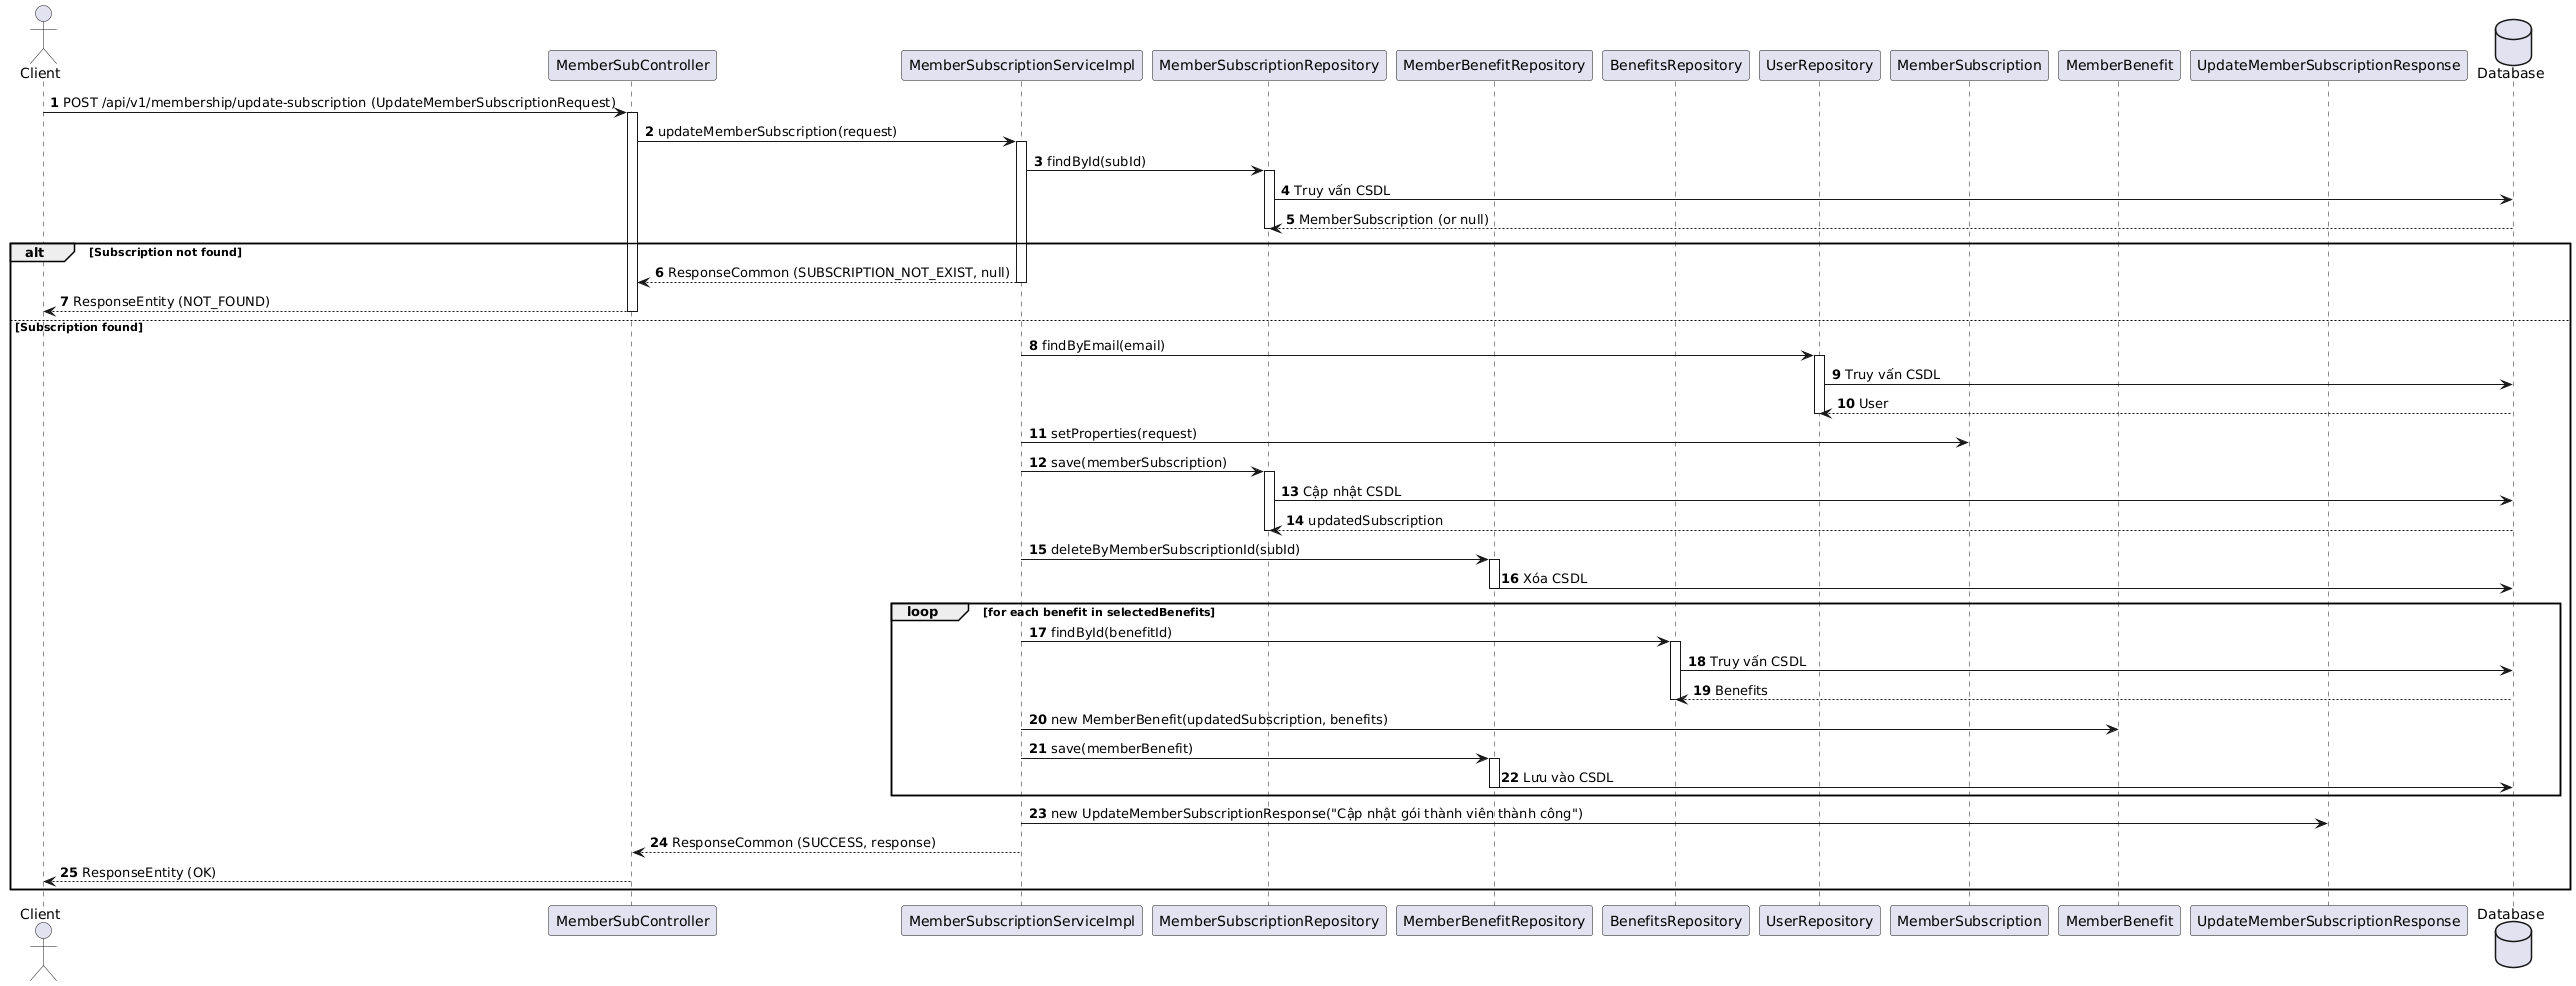 Client
MemberSubController
MemberSubscriptionServiceImpl
MemberSubscriptionRepository
MemberBenefitRepository
BenefitsRepository
UserRepository
MemberSubscription
MemberBenefit
UpdateMemberSubscriptionResponse
Database
1 POST /api/v1/membership/update-subscription (UpdateMemberSubscriptionRequest)
2 updateMemberSubscription(request)
3 findById(subId)
4 Truy vấn CSDL
5 MemberSubscription (or null)
alt [Subscription not found]
6 ResponseCommon (SUBSCRIPTION_NOT_EXIST, null)
7 ResponseEntity (NOT_FOUND)
[Subscription found]
8 findByEmail(email)
9 Truy vấn CSDL
10 User
11 setProperties(request)
12 save(memberSubscription)
13 Cập nhật CSDL
14 updatedSubscription
15 deleteByMemberSubscriptionId(subId)
16 Xóa CSDL
loop [for each benefit in selectedBenefits]
17 findById(benefitId)
18 Truy vấn CSDL
19 Benefits
20 new MemberBenefit(updatedSubscription, benefits)
21 save(memberBenefit)
22 Lưu vào CSDL
23 new UpdateMemberSubscriptionResponse("Cập nhật gói thành viên thành công")
24 ResponseCommon (SUCCESS, response)
25 ResponseEntity (OK)
Client
MemberSubController
MemberSubscriptionServiceImpl
MemberSubscriptionRepository
MemberBenefitRepository
BenefitsRepository
UserRepository
MemberSubscription
MemberBenefit
UpdateMemberSubscriptionResponse
Database